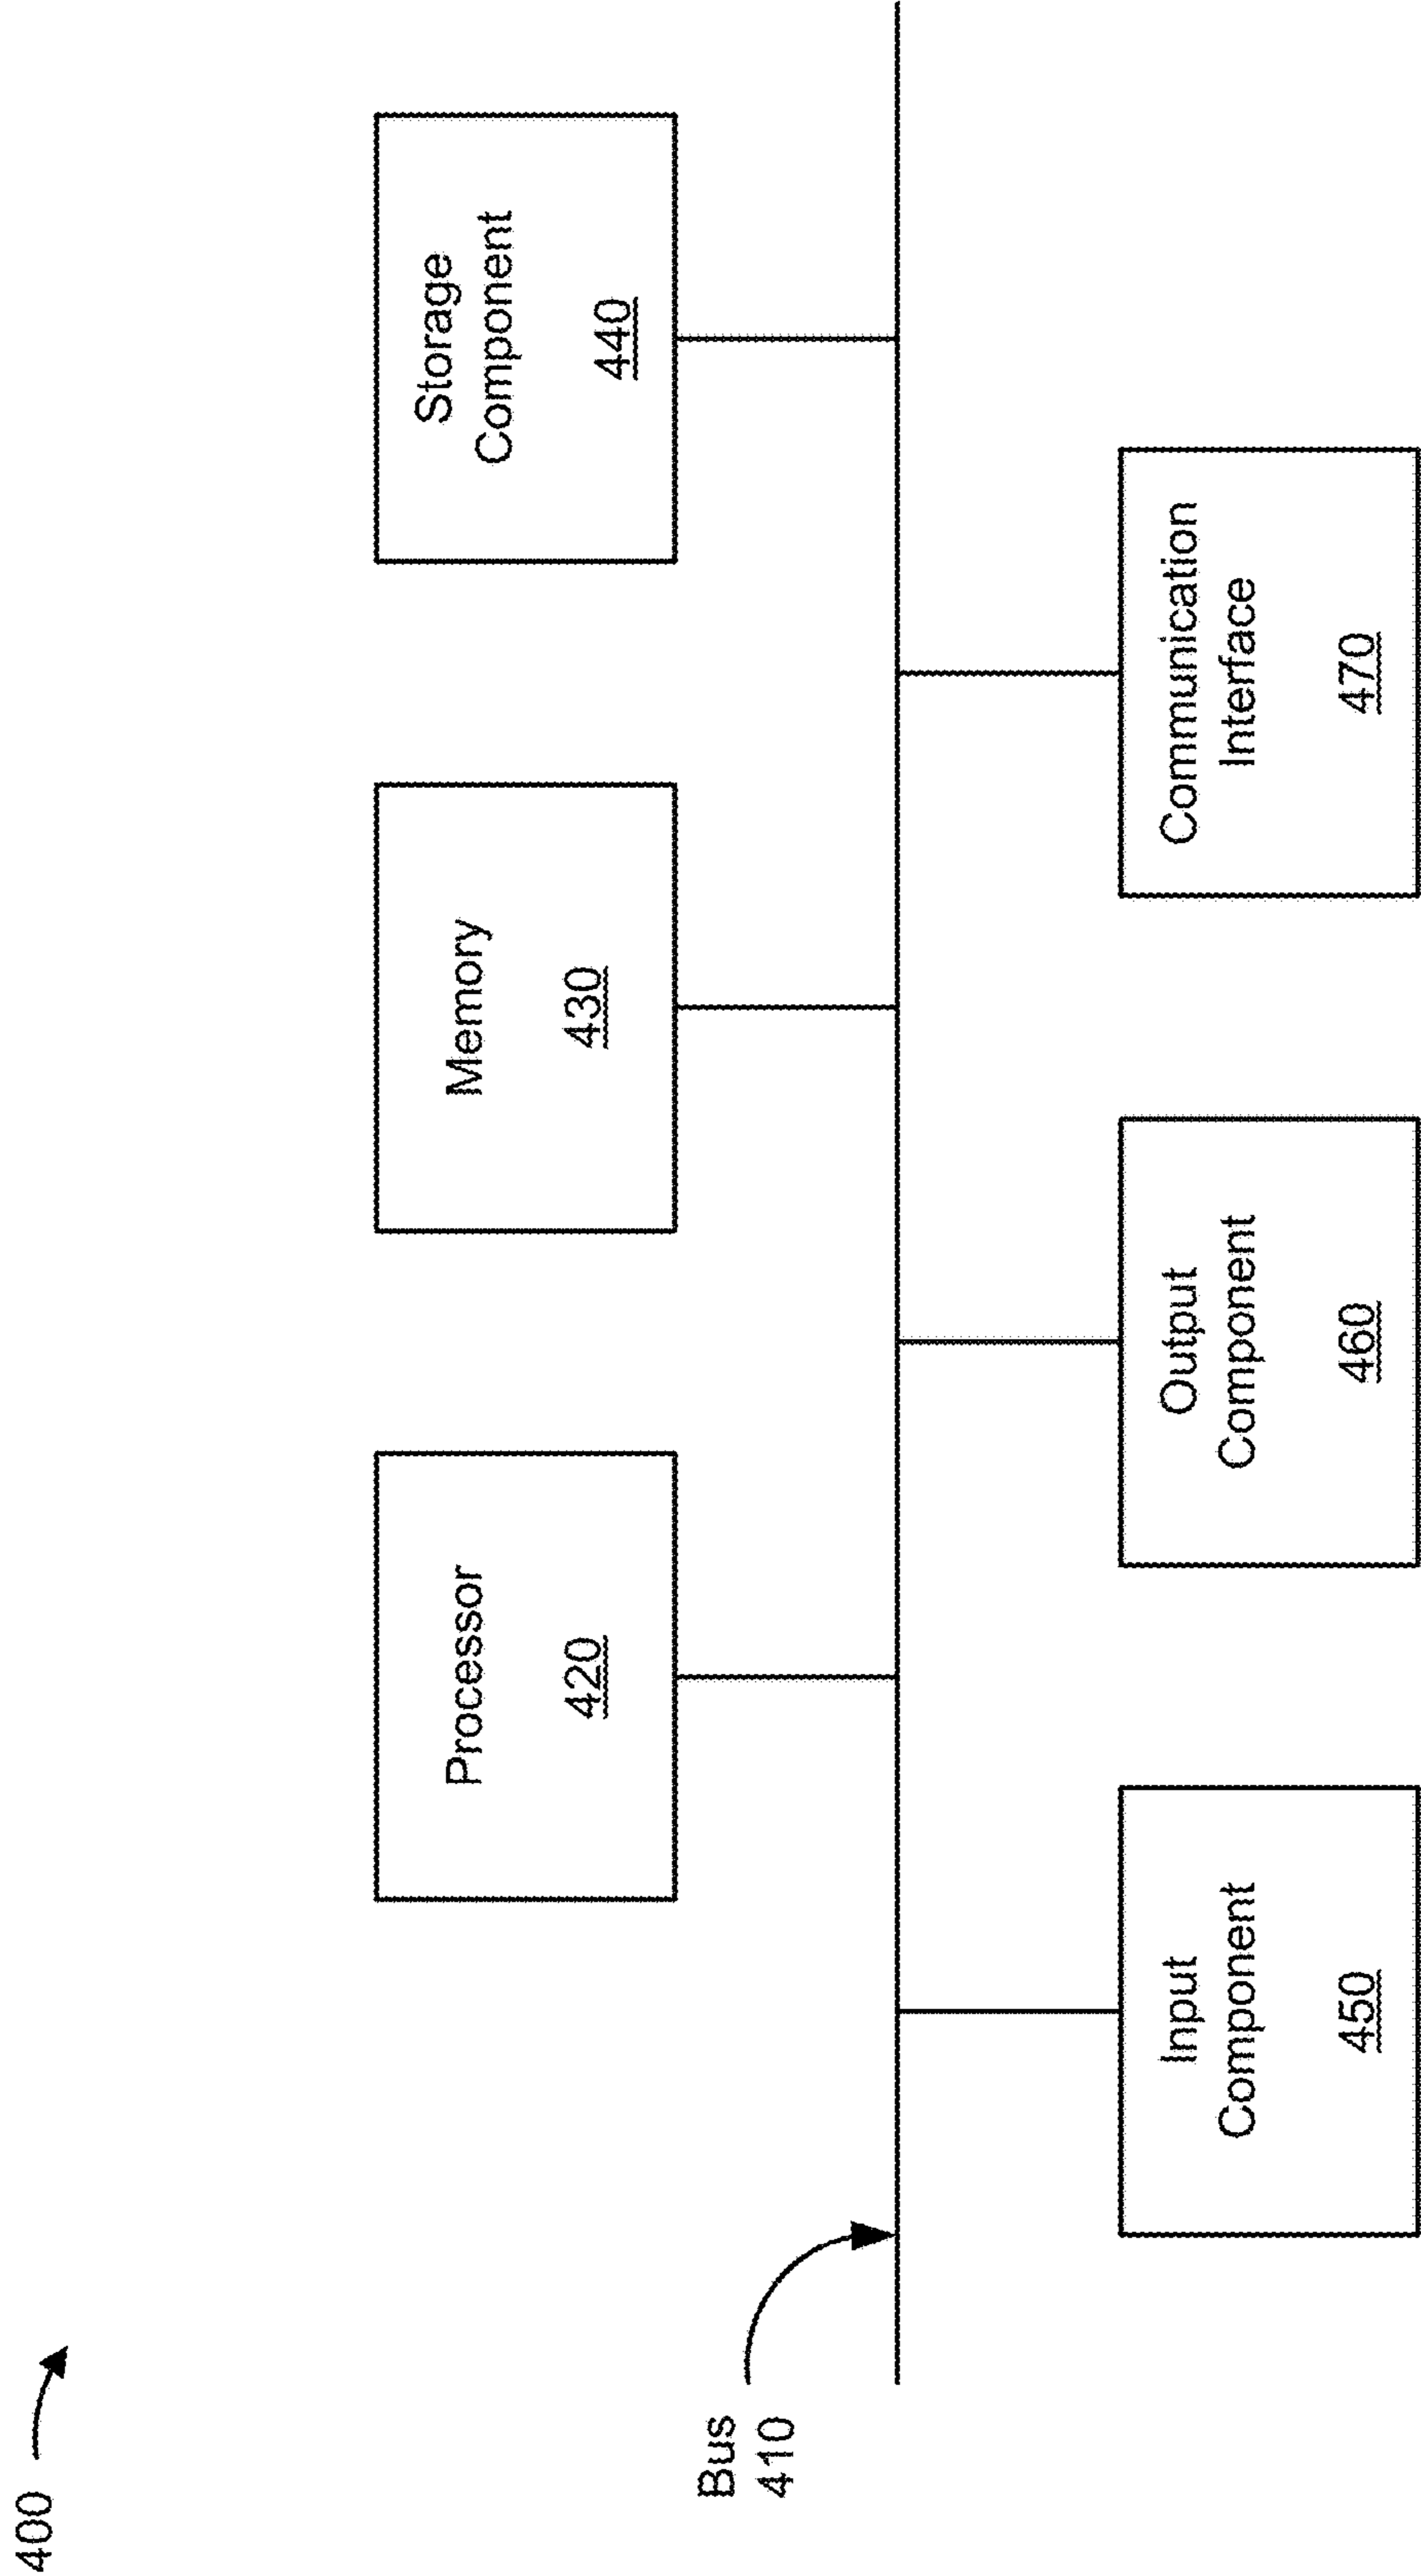 400
Processor
420
Memory
430
Storage
Component
440
Bus
410
Input
Component
450
Output
Component
460
Communication
Interface
470